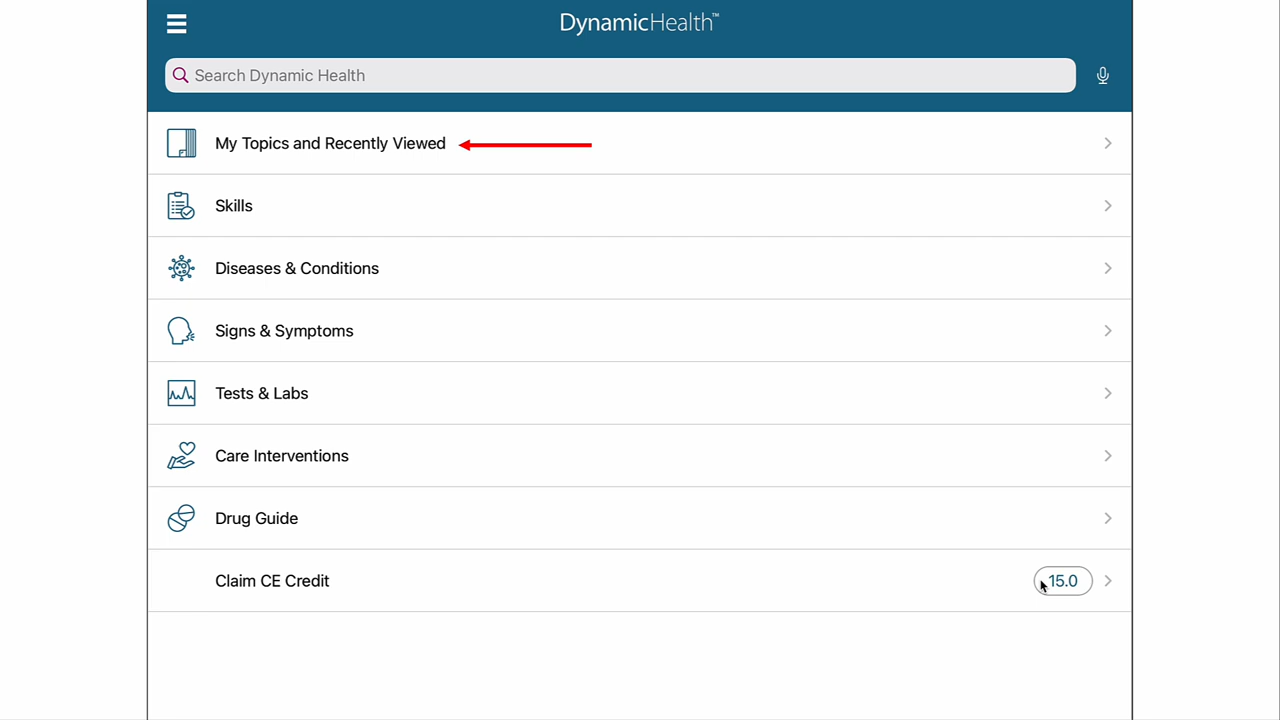 DynamicHealth™
Search Dynamic Health
My Topics and Recently Viewed
Skills
Diseases & Conditions
Signs & Symptoms
Tests & Labs
Care Interventions
Drug Guide
Claim CE Credit 15.0